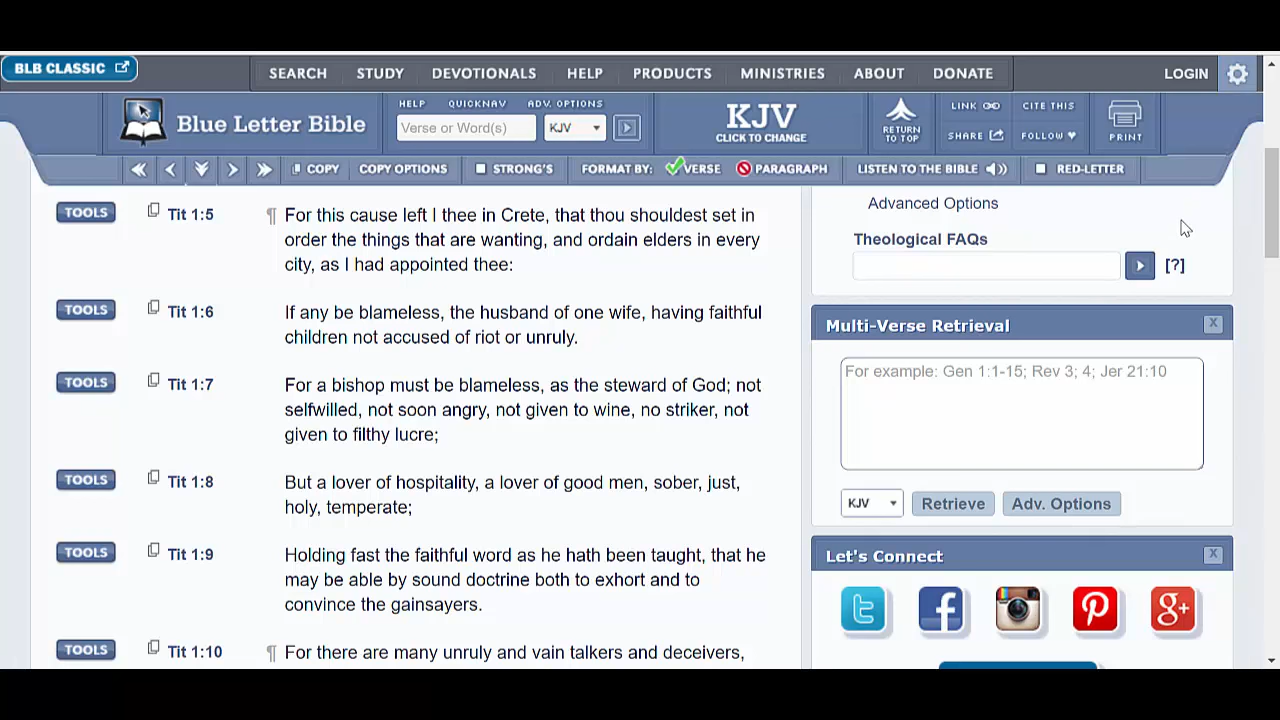 BLB CLASSIC
SEARCH STUDY DEVOTIONALS HELP PRODUCTS MINISTRIES ABOUT DONATE LOGIN
Blue Letter Bible
HELP QUICKNAV ADV. OPTIONS
Verse or Word(s) KJV
KJV
CLICK TO CHANGE
RETURN
TO TOP
LINK CITE THIS
SHARE FOLLOW
PRINT
COPY COPY OPTIONS STRONG'S FORMAT BY: VERSE PARAGRAPH LISTEN TO THE BIBLE RED-LETTER
TOOLS Tit 1:5 ¶ For this cause left I thee in Crete, that thou shouldest set in
order the things that are wanting, and ordain elders in every
city, as I had appointed thee:
TOOLS Tit 1:6 If any be blameless, the husband of one wife, having faithful
children not accused of riot or unruly.
TOOLS Tit 1:7 For a bishop must be blameless, as the steward of God; not
selfwilled, not soon angry, not given to wine, no striker, not
given to filthy lucre;
TOOLS Tit 1:8 But a lover of hospitality, a lover of good men, sober, just,
holy, temperate;
TOOLS Tit 1:9 Holding fast the faithful word as he hath been taught, that he
may be able by sound doctrine both to exhort and to
convince the gainsayers.
TOOLS Tit 1:10 ¶ For there are many unruly and vain talkers and deceivers,
Advanced Options
Theological FAQs
[?]
Multi-Verse Retrieval X
For example: Gen 1:1-15; Rev 3; 4; Jer 21:10
KJV Retrieve Adv. Options
Let's Connect X
t f g+